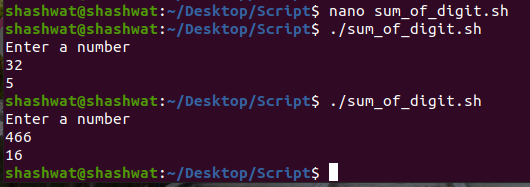 shashwat@shashwat:~/Desktop/Script$ nano sum_of_digit.sh
shashwat@shashwat:~/Desktop/Script$ ./sum_of_digit.sh
Enter a number
32
5
shashwat@shashwat:~/Desktop/Script$ ./sum_of_digit.sh
Enter a number
466
16
shashwat@shashwat:~/Desktop/Script$